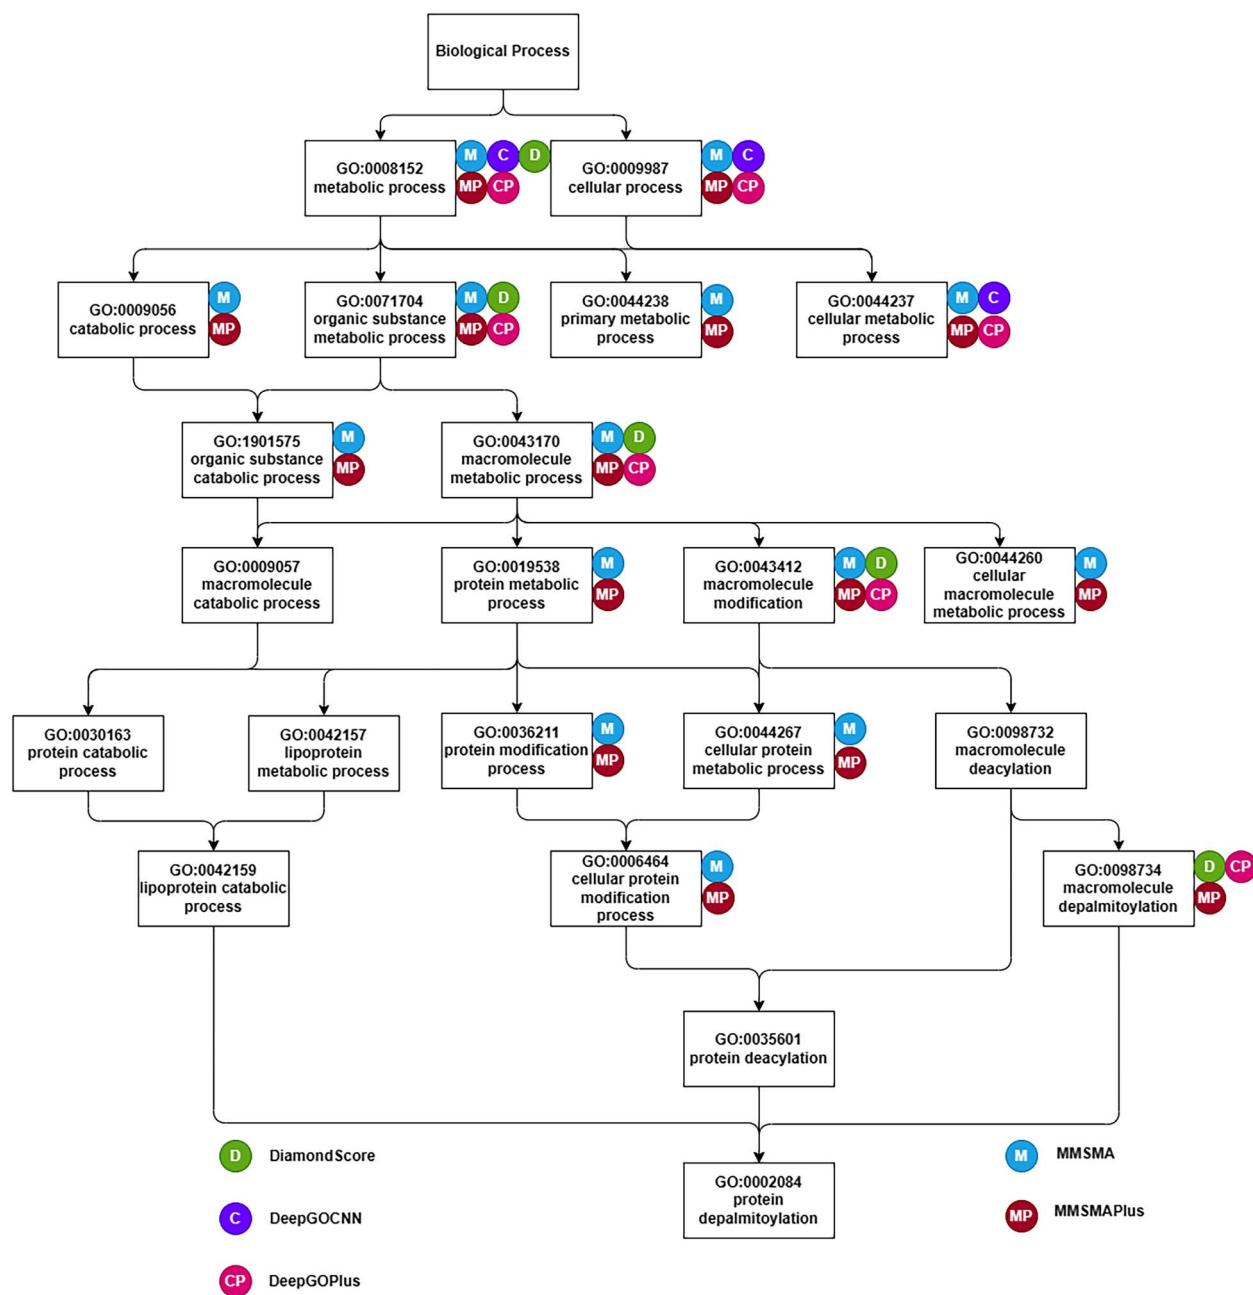 Biological Process
GO:0008152
metabolic process
M
C
D
MP
CP
GO:0009987
cellular process
M
C
MP
CP
GO:0009056
catabolic process
M
MP
GO:0071704
organic substance
metabolic process
M
D
MP
CP
GO:0044238
primary metabolic
process
M
MP
GO:0044237
cellular metabolic
process
M
C
MP
CP
GO:1901575
organic substance
catabolic process
M
MP
GO:0043170
macromolecule
metabolic process
M
D
MP
CP
GO:0009057
macromolecule
catabolic process
GO:0019538
protein metabolic
process
M
MP
GO:0043412
macromolecule
modification
M
D
MP
CP
GO:0044260
cellular
macromolecule
metabolic process
M
MP
GO:0030163
protein catabolic
process
GO:0042157
lipoprotein
metabolic process
GO:0036211
protein modification
process
M
MP
GO:0044267
cellular protein
metabolic process
M
MP
GO:0098732
macromolecule
deacylation
GO:0042159
lipoprotein catabolic
process
GO:0006464
cellular protein
modification
process
M
MP
GO:0098734
macromolecule
depalmitoylation
D
CP
MP
GO:0035601
protein deacylation
GO:0002084
protein
depalmitoylation
D DiamondScore
C DeepGOCNN
CP DeepGOPlus
M MMSMA
MP MMSMAPlus